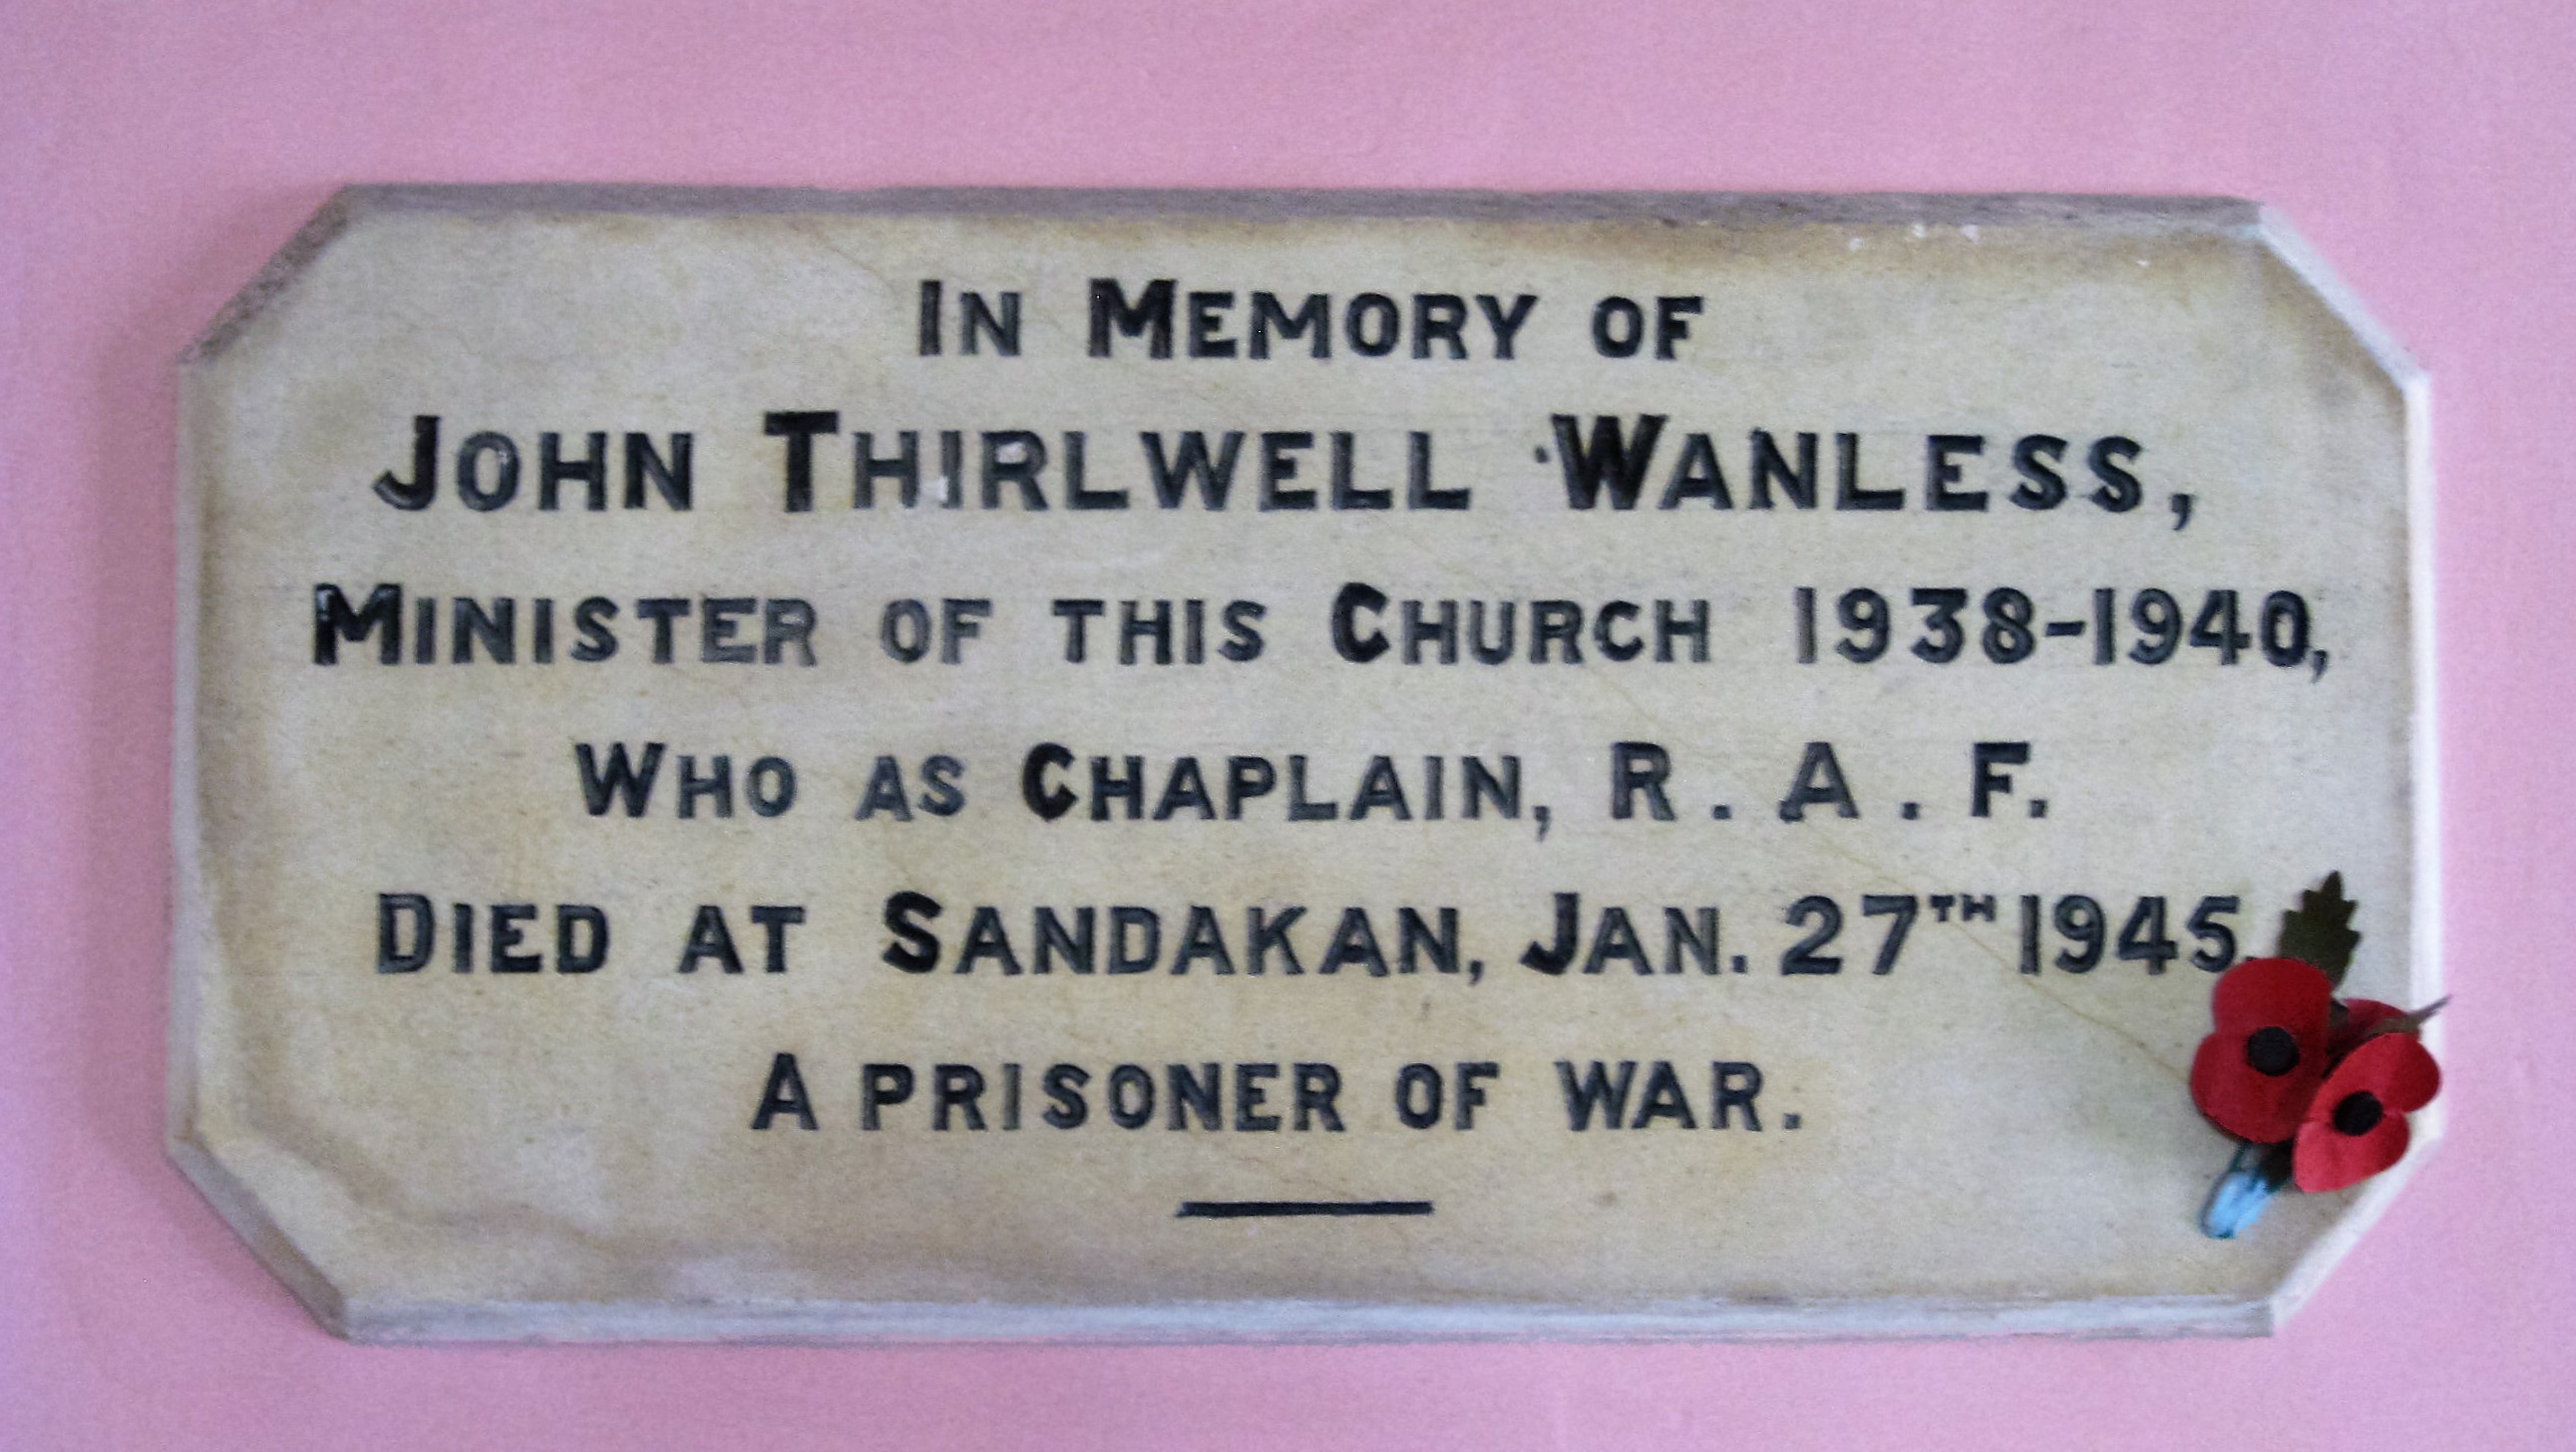 In Memory of
John Thirlwell Wanless,
Minister of this Church 1938-1940,
Who as Chaplain, R. A. F.
Died at Sandakan, Jan. 27th 1945.
A prisoner of war.